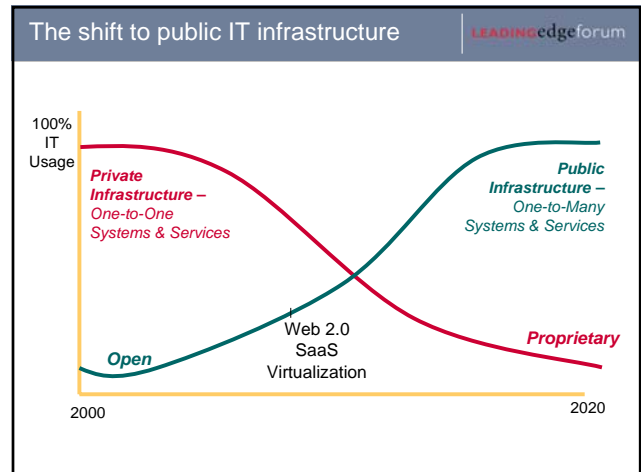 The shift to public IT infrastructure
LEADINGedgeforum
100%
IT
Usage
Private
Infrastructure –
One-to-One
Systems & Services
Public
Infrastructure –
One-to-Many
Systems & Services
Open
Web 2.0
SaaS
Virtualization
Proprietary
2000
2020